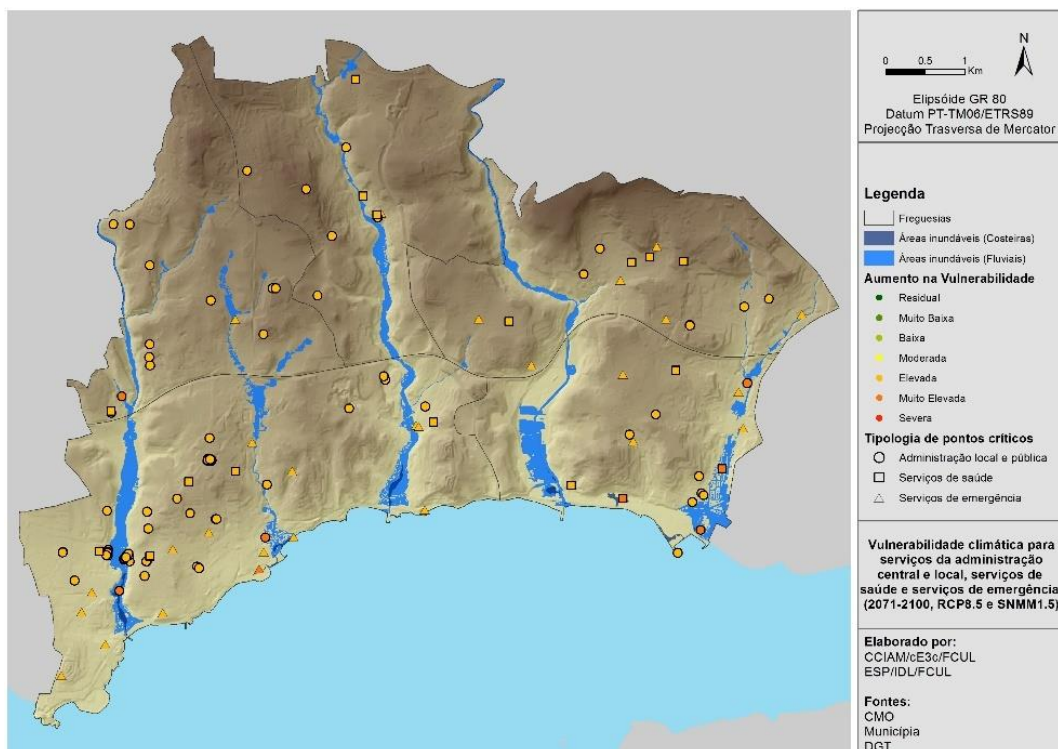 N
0 0.5 1
Km
Elipsóide GR 80
Datum PT-TM06/ETRS89
Projecção Trasversa de Mercator
Legenda
Freguesias
Áreas inundáveis (Costeiras)
Áreas inundáveis (Fluviais)
Aumento na Vulnerabilidade
Residual
Muito Baixa
Baixa
Moderada
Elevada
Muito Elevada
Severa
Tipologia de pontos críticos
Administração local e pública
Serviços de saúde
Serviços de emergência
Vulnerabilidade climática para
serviços da administração
central e local, serviços de
saúde e serviços de emergência
(2071-2100, RCP8.5 e SNMM1.5)
Elaborado por:
CCIAM/cE3c/FCUL
ESP/IDL/FCUL
Fontes:
CMO
Municípia
DGT